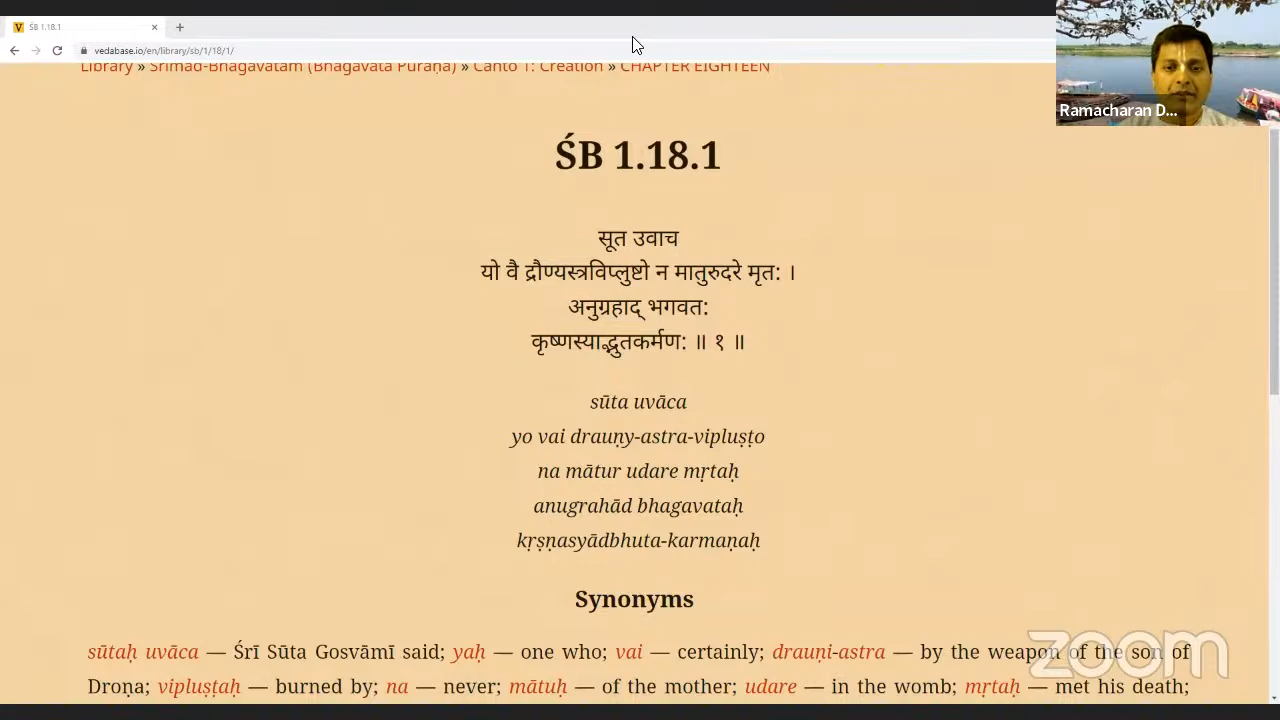 ŚB 1.18.1
vedabase.io/en/library/sb/1/18/1/
Library » Śrīmad-Bhāgavatam (Bhāgavata Purāṇa) » Canto 1: Creation » CHAPTER EIGHTEEN
Ramacharan D...
ŚB 1.18.1
सूत उवाच
यो वै द्रौण्यस्त्रविप्लुष्टो न मातुरुदरे मृत: ।
अनुग्रहाद् भगवत:
कृष्णस्याद्भुतकर्मण: ॥ १ ॥
sūta uvāca
yo vai drauṇy-astra-vipluṣṭo
na mātur udare mṛtaḥ
anugrahād bhagavataḥ
kṛṣṇasyādbhuta-karmaṇaḥ
Synonyms
sūtaḥ uvāca — Śrī Sūta Gosvāmī said; yaḥ — one who; vai — certainly; drauṇi-astra — by the weapon of the son of
Droṇa; vipluṣṭaḥ — burned by; na — never; mātuḥ — of the mother; udare — in the womb; mṛtaḥ — met his death;
zoom